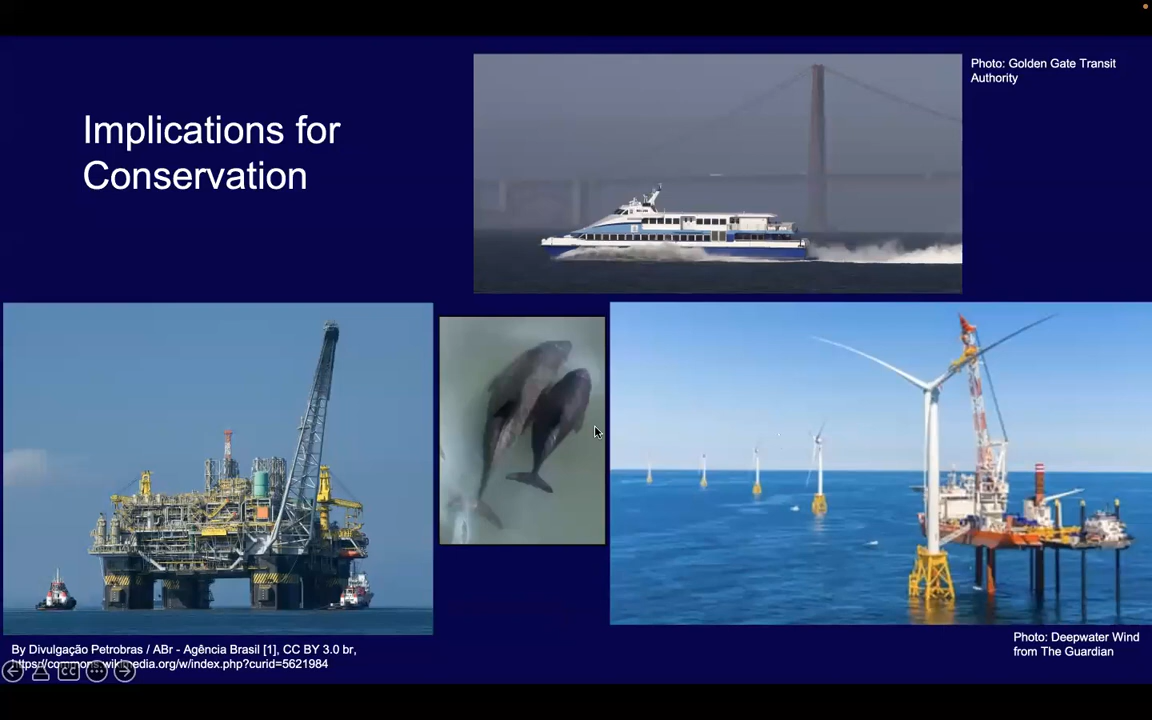 Implications for
Conservation
Photo: Golden Gate Transit
Authority
By Divulgação Petrobras / ABr - Agência Brasil [1], CC BY 3.0 br,
https://commons.wikimedia.org/w/index.php?curid=5621984
Photo: Deepwater Wind
from The Guardian
CC